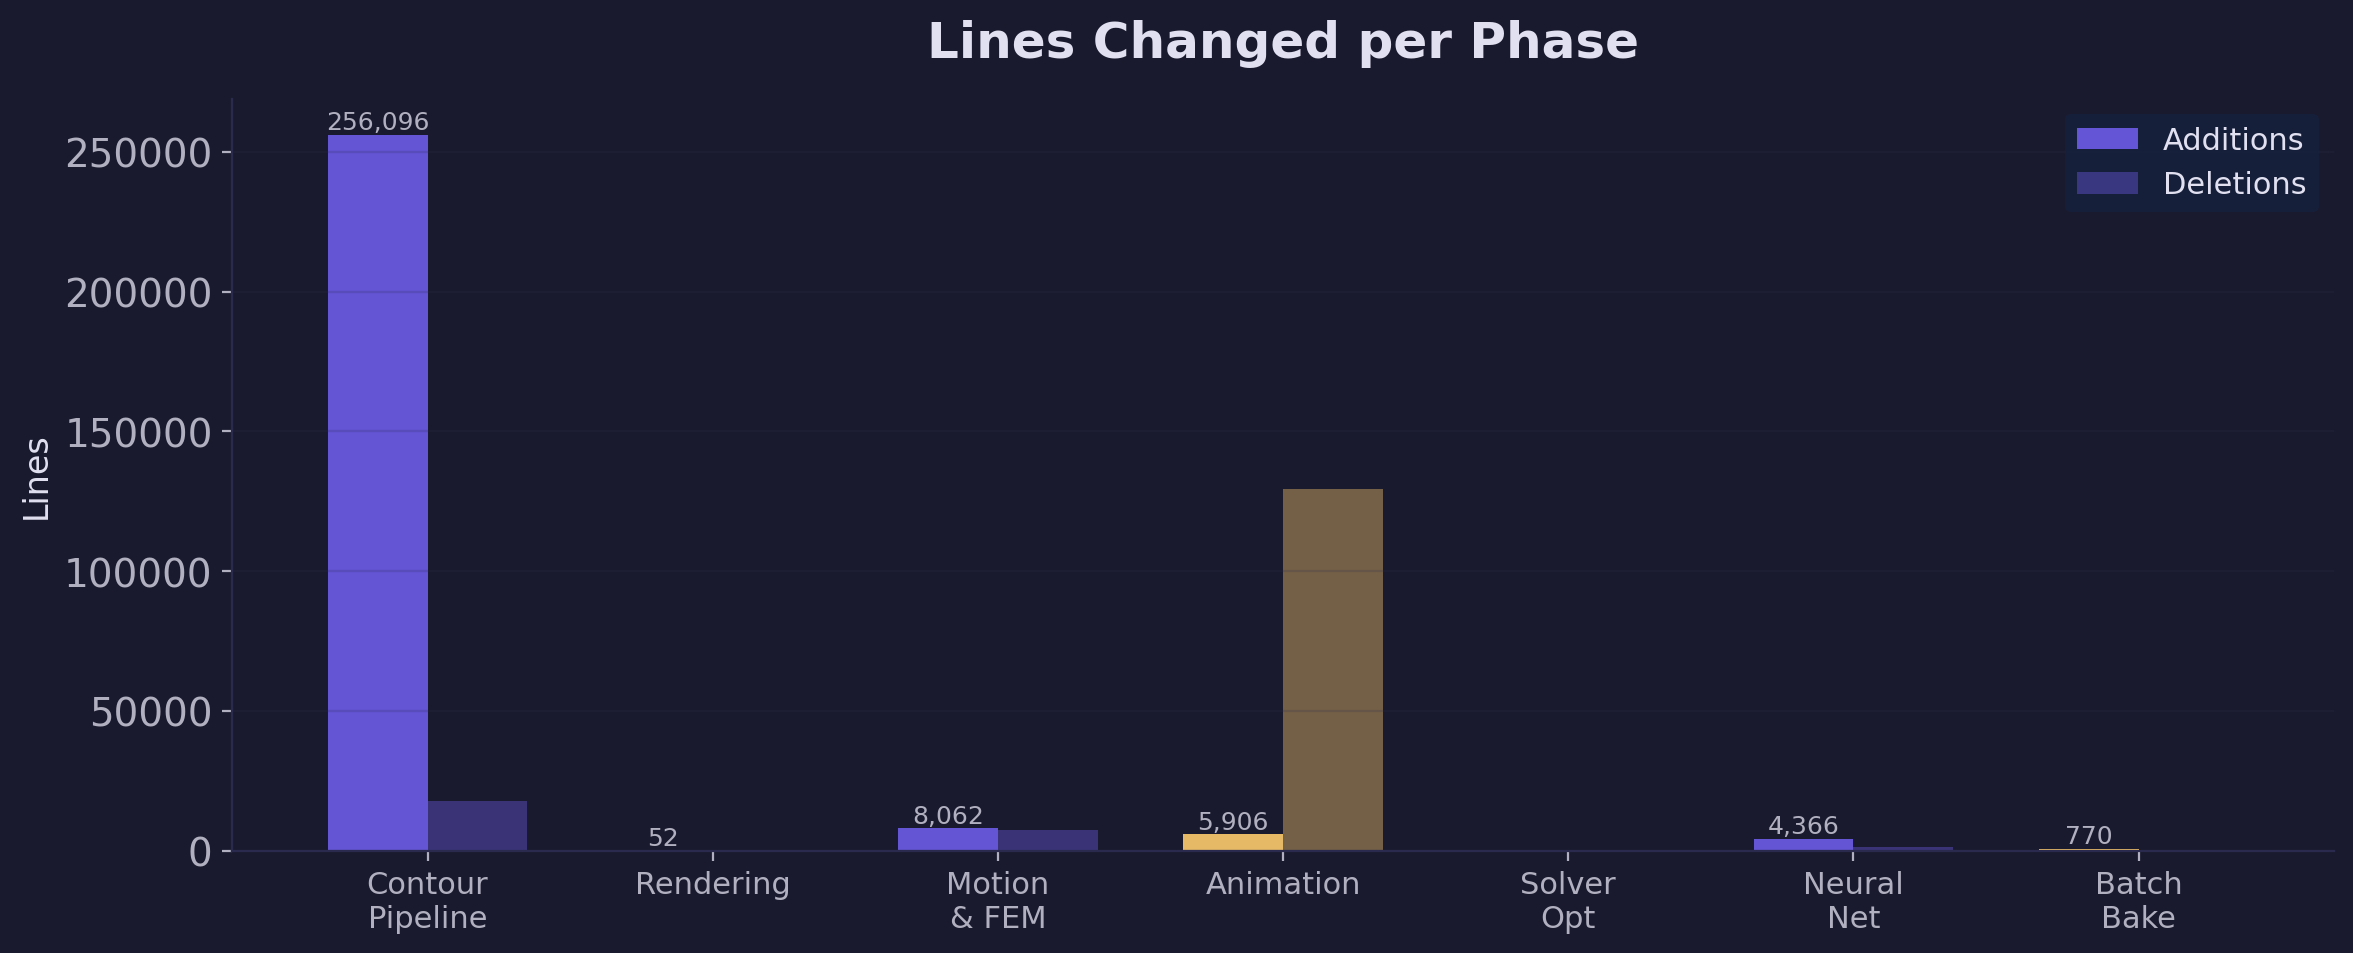 Lines Changed per Phase
256,096
250000
200000
150000
100000
50000
0
Lines
Additions
Deletions
52
8,062
5,906
4,366
770
Contour
Pipeline
Rendering
Motion
& FEM
Animation
Solver
Opt
Neural
Net
Batch
Bake